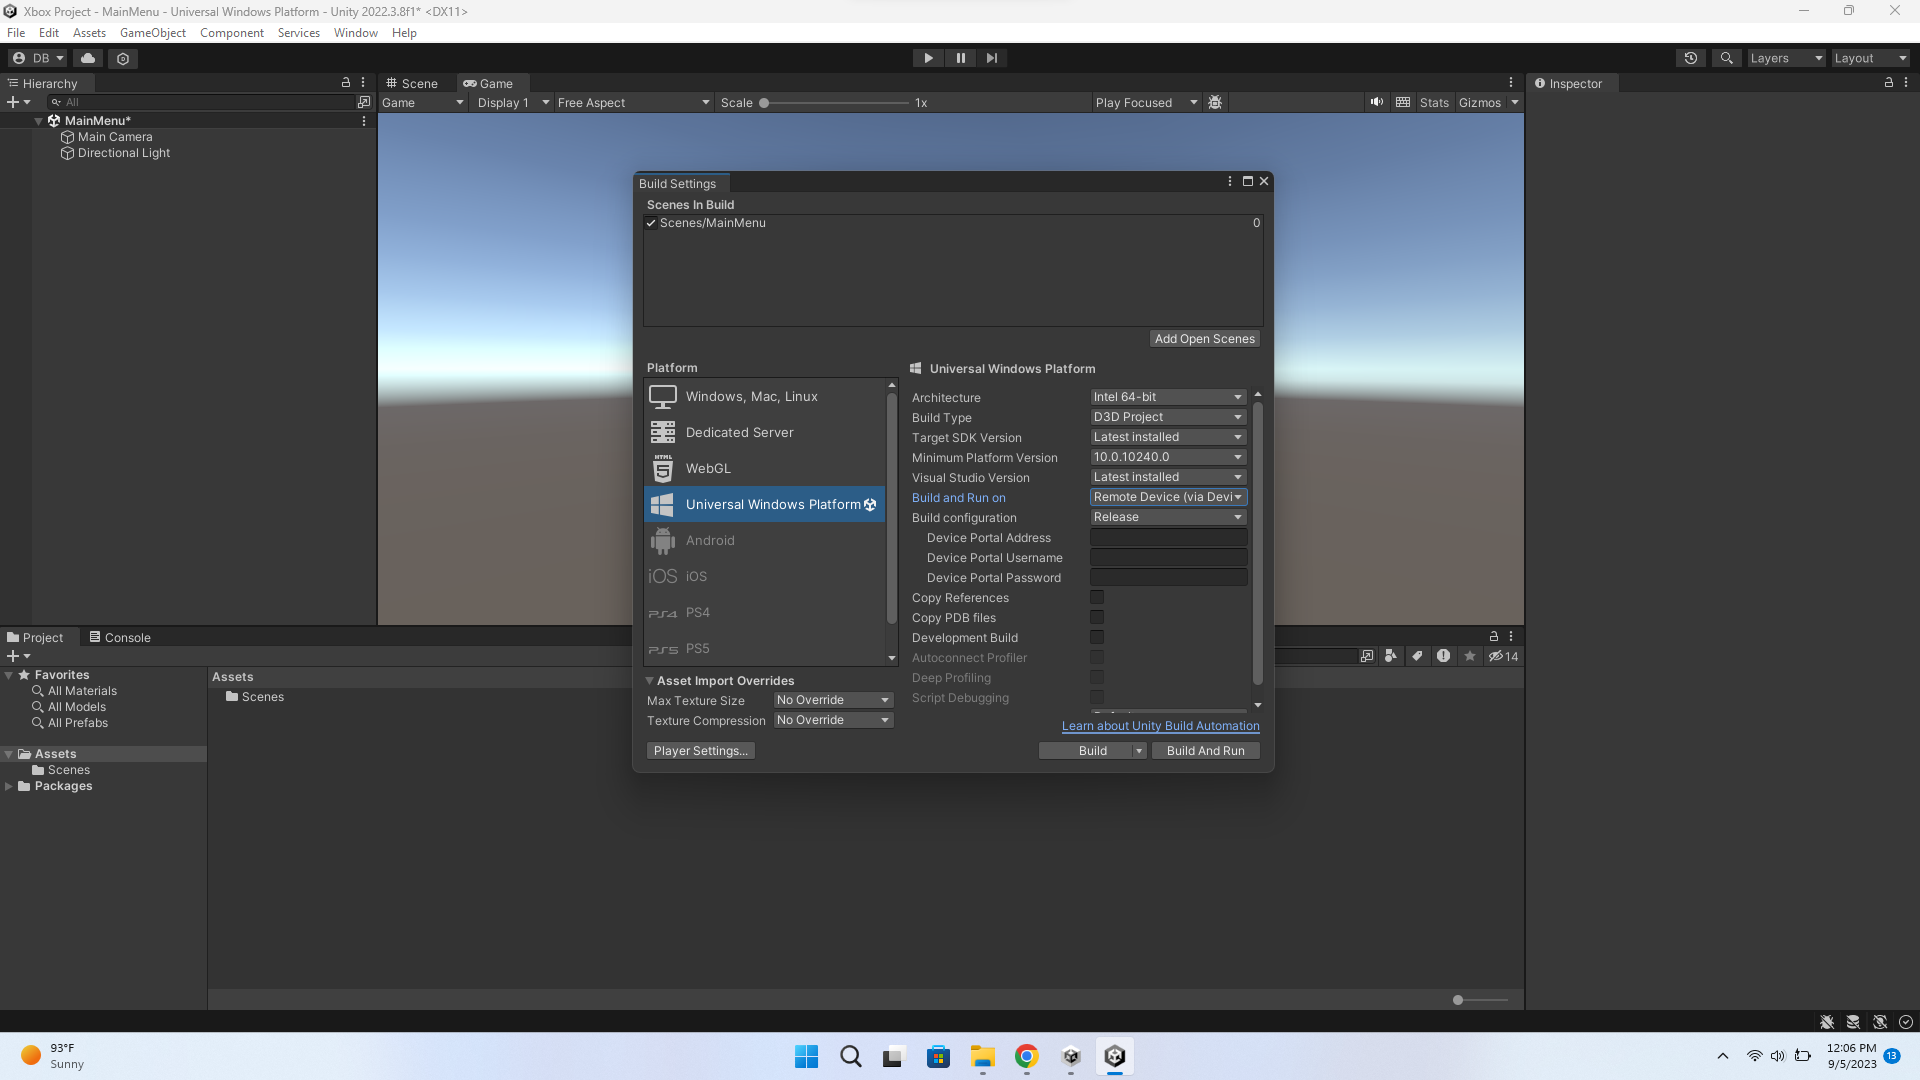 Xbox Project - MainMenu - Universal Windows Platform - Unity 2022.3.8f1* <DX11>
File Edit Assets GameObject Component Services Window Help
DB Layers Layout
Hierarchy Scene Game Inspector
All
Game Display 1 Free Aspect Scale 1x Play Focused Stats Gizmos
MainMenu*
Main Camera
Directional Light
Build Settings
Scenes In Build
Scenes/MainMenu 0
Add Open Scenes
Platform
Windows, Mac, Linux
Dedicated Server
HTML
WebGL
Universal Windows Platform
Android
iOS iOS
PS4 PS4
PS5 PS5
Universal Windows Platform
Architecture Intel 64-bit
Build Type D3D Project
Target SDK Version Latest installed
Minimum Platform Version 10.0.10240.0
Visual Studio Version Latest installed
Build and Run on Remote Device (via Devi
Build configuration Release
Device Portal Address
Device Portal Username
Device Portal Password
Copy References
Copy PDB files
Development Build
Autoconnect Profiler
Deep Profiling
Script Debugging
Asset Import Overrides
Max Texture Size No Override
Texture Compression No Override
Learn about Unity Build Automation
Player Settings... Build Build And Run
Project Console
14
Favorites
All Materials
All Models
All Prefabs
Assets
Scenes
Packages
Assets
Scenes
93°F
Sunny
12:06 PM
9/5/2023
13